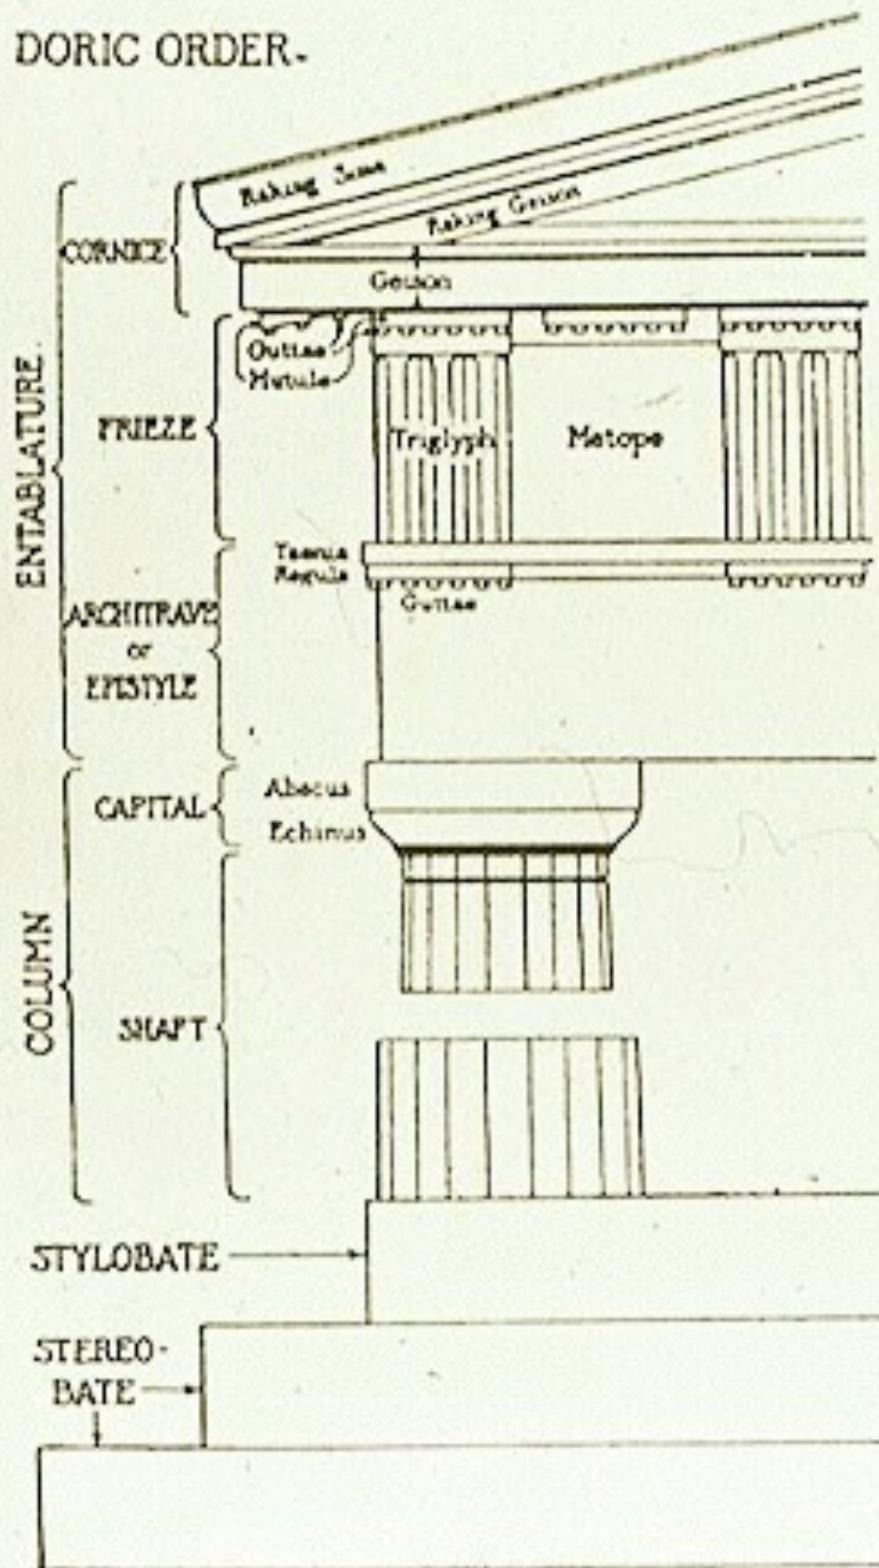 DORIC ORDER.
Raking Sima
Raking Geison
CORNICE
Geison
Guttae
Mutule
ENTABLATURE.
FRIEZE
Triglyph
Metope
Taenia
Regula
Guttae
ARCHITRAVE
or
EPISTYLE
CAPITAL
Abacus
Echinus
COLUMN
SHAFT
STYLOBATE
STEREO-
BATE